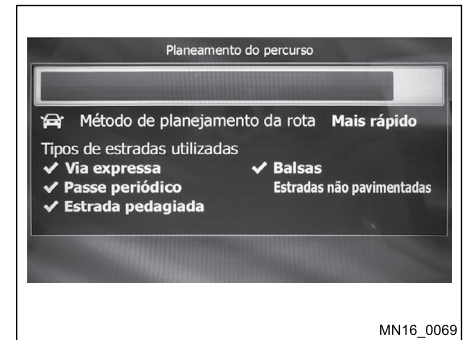 Planeamento do percurso
Método de planejamento da rota Mais rápido
Tipos de estradas utilizadas
✔ Via expressa ✔ Balsas
✔ Passe periódico Estradas não pavimentadas
✔ Estrada pedagiada
MN16_0069